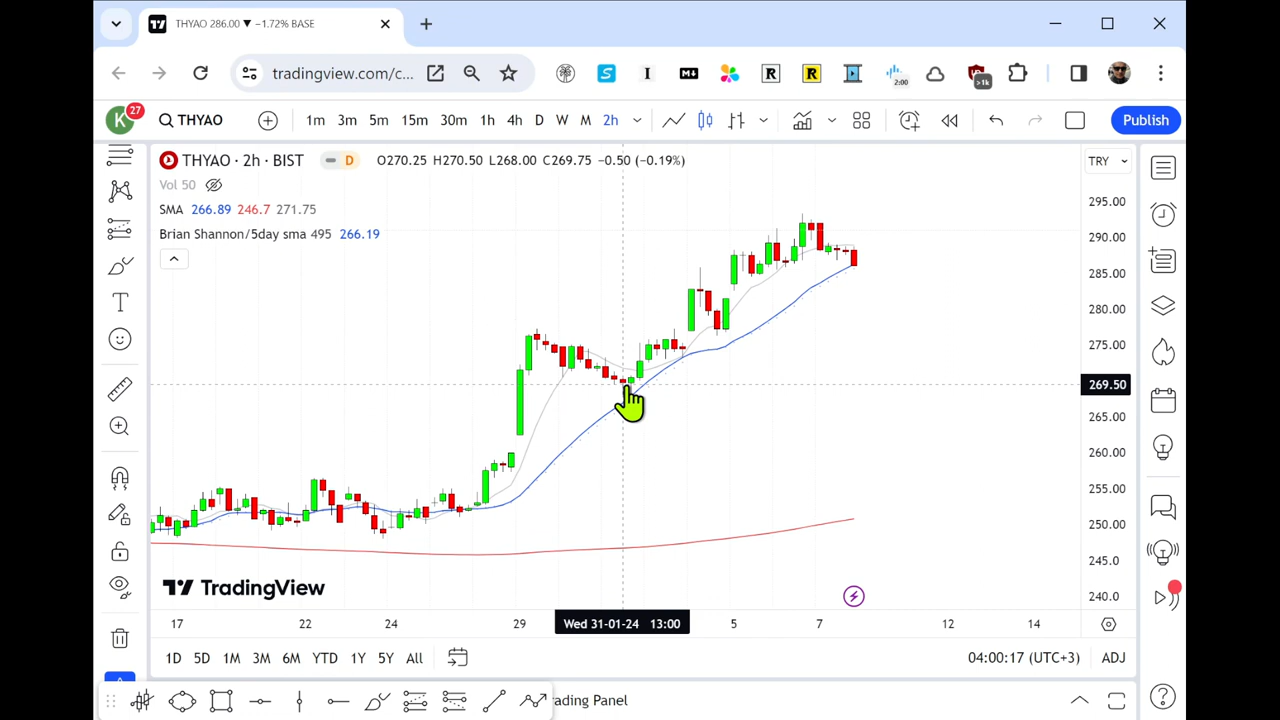 THYAO 286.00 ▼ −1.72% BASE
tradingview.com/c...
2:00
>1k
K
27
THYAO
1m 3m 5m 15m 30m 1h 4h D W M 2h
Publish
THYAO · 2h · BIST
D
O270.25 H270.50 L268.00 C269.75 −0.50 (−0.19%)
TRY
Vol 50
SMA 266.89 246.7 271.75
Brian Shannon/5day sma 495 266.19
295.00
290.00
285.00
280.00
275.00
269.50
265.00
260.00
255.00
250.00
245.0
240.0
TradingView
17 22 24 29 Wed 31-01-24 13:00 5 7 12 14
1D 5D 1M 3M 6M YTD 1Y 5Y All
04:00:17 (UTC+3) ADJ
ading Panel